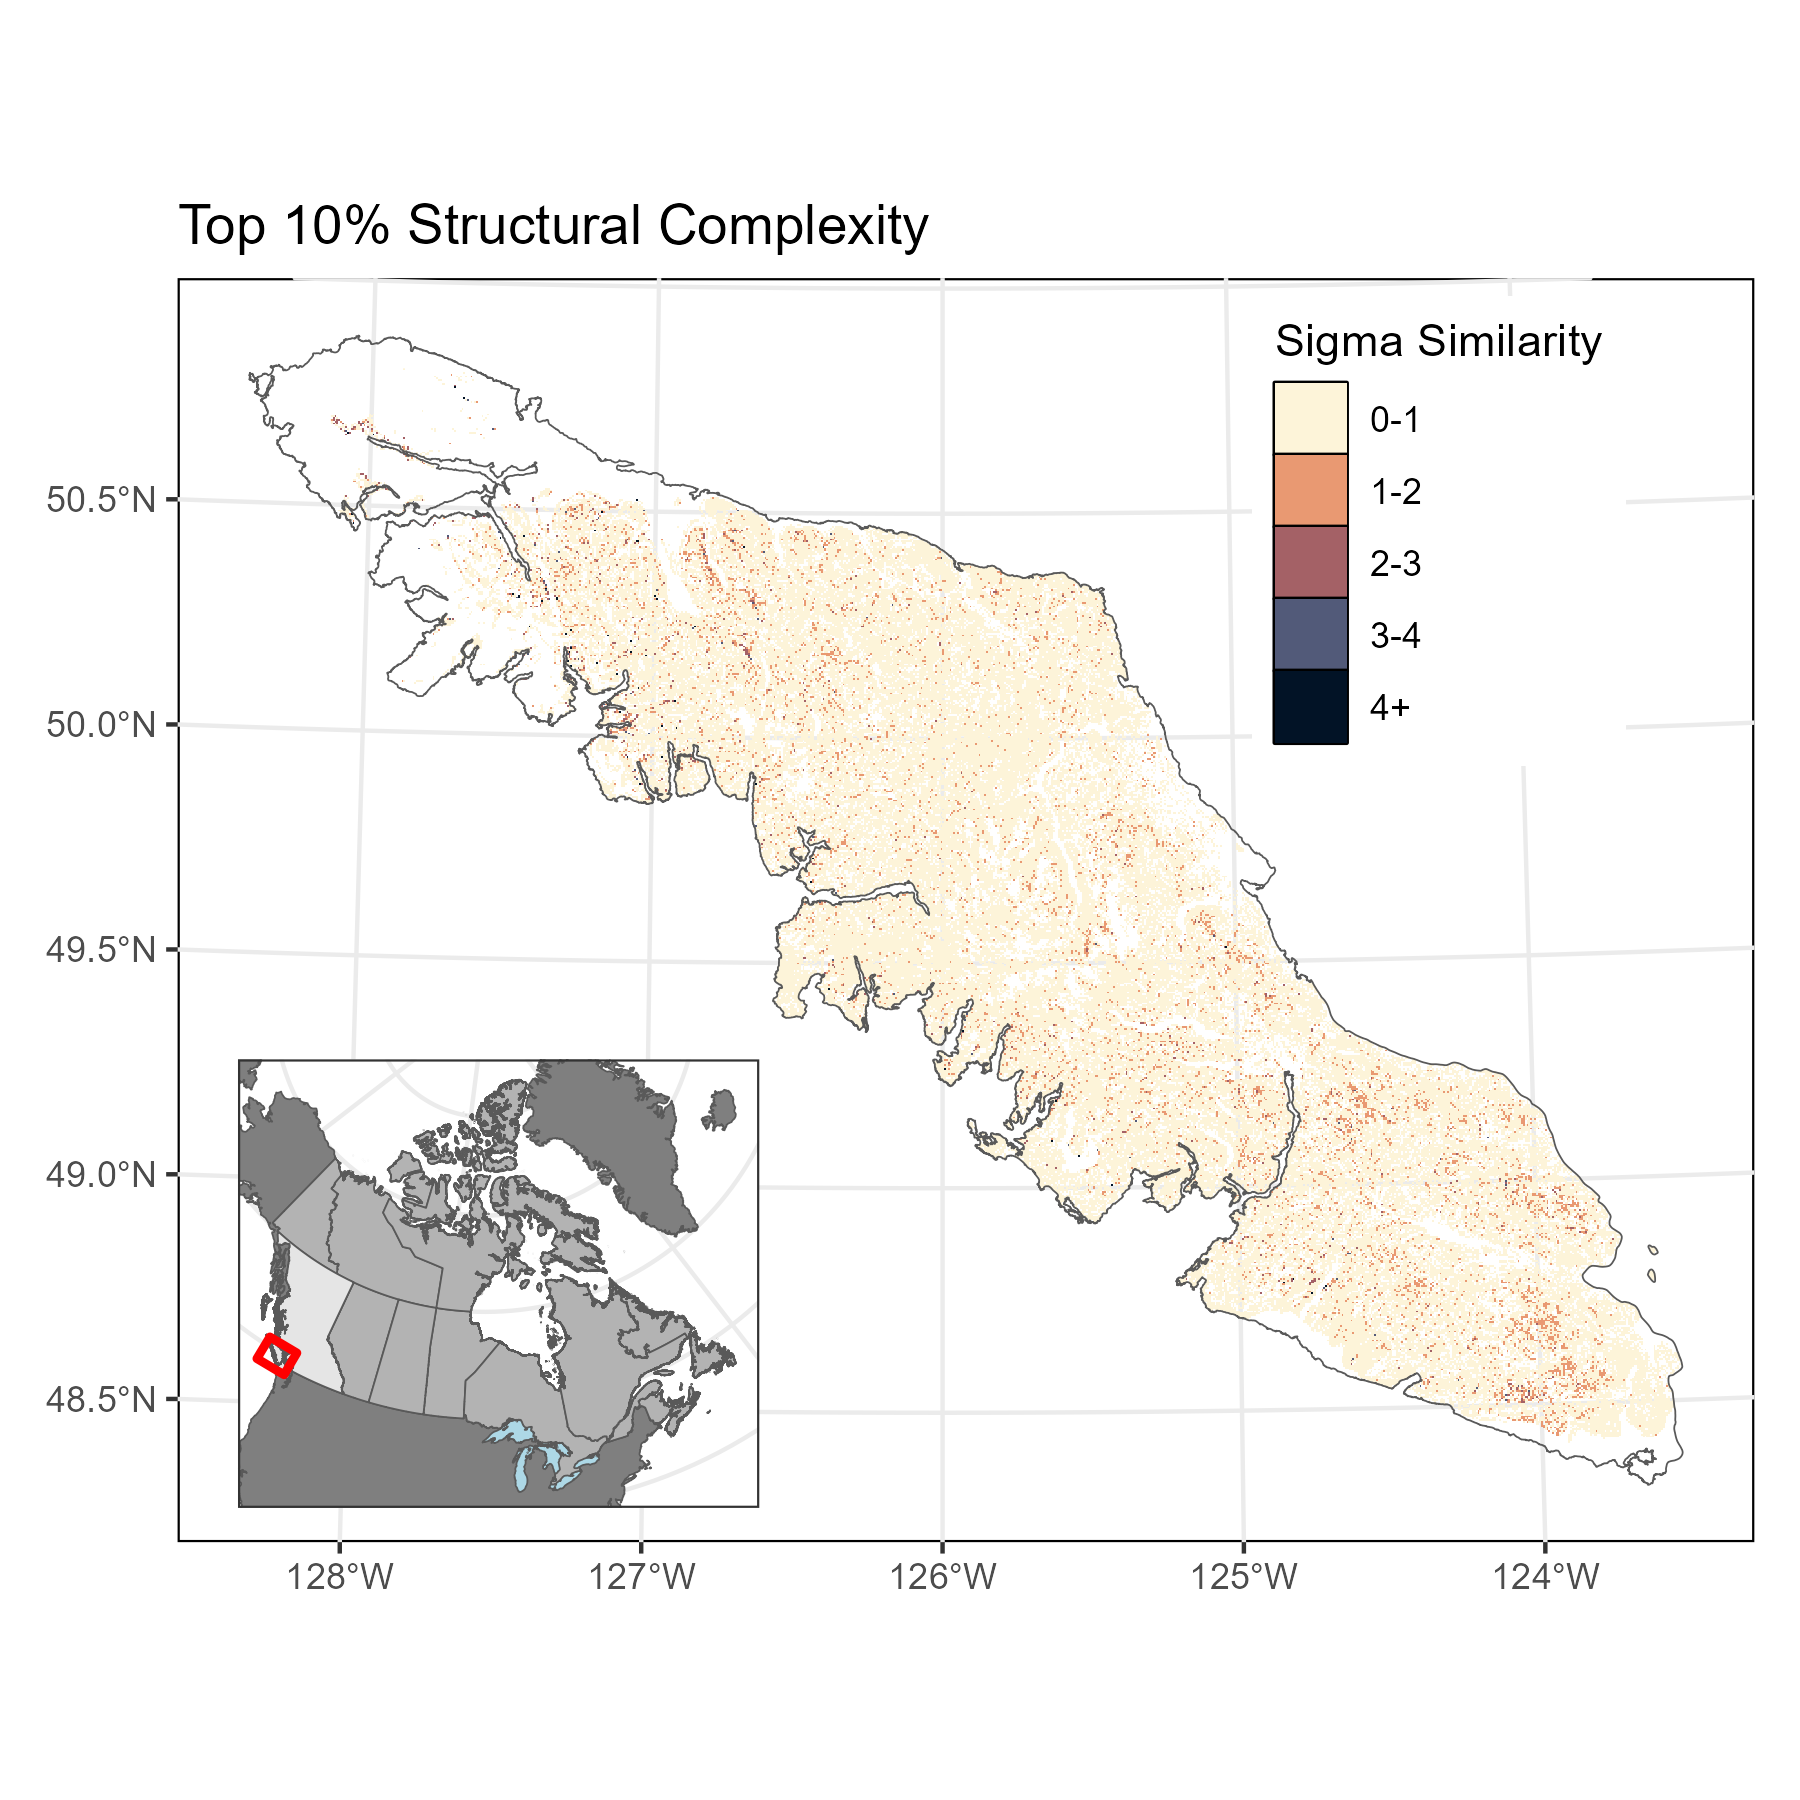 Top 10% Structural Complexity
Sigma Similarity
0-1
1-2
2-3
3-4
4+
50.5°N
50.0°N
49.5°N
49.0°N
48.5°N
128°W
127°W
126°W
125°W
124°W